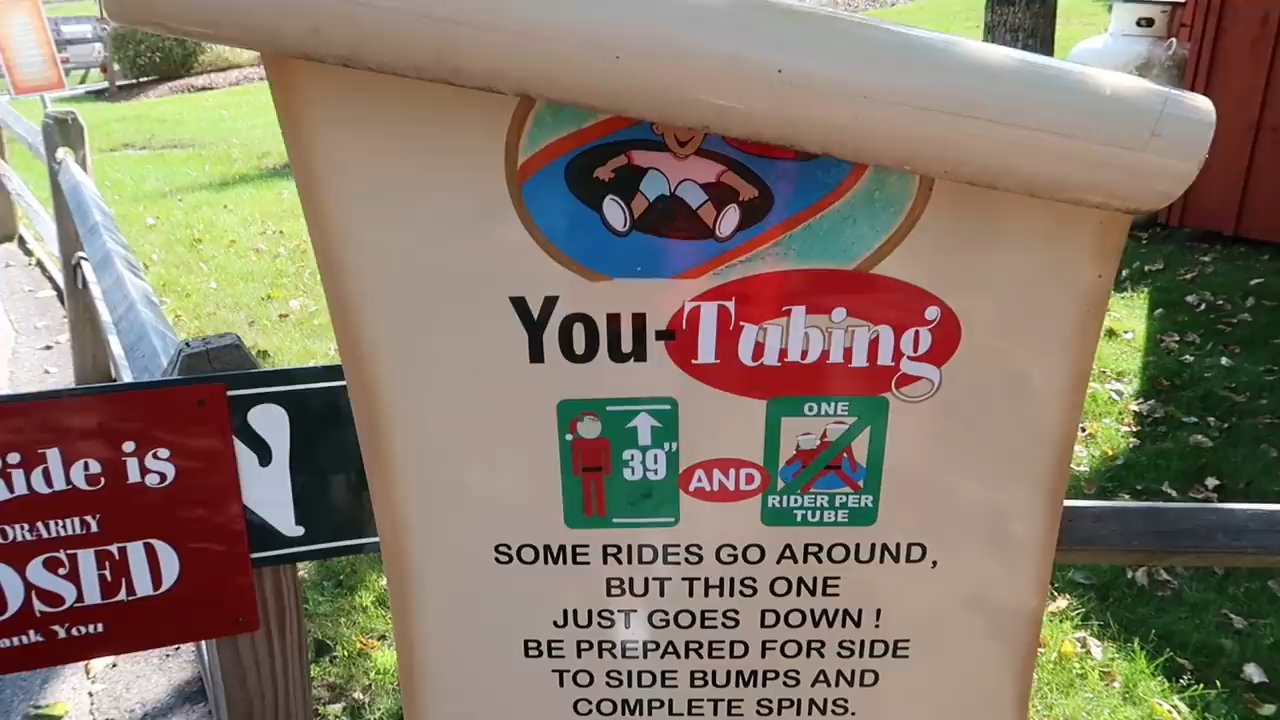 You-Tubing
39"
AND
ONE
RIDER PER
TUBE
SOME RIDES GO AROUND,
BUT THIS ONE
JUST GOES DOWN !
BE PREPARED FOR SIDE
TO SIDE BUMPS AND
COMPLETE SPINS.
Ride is
ORARILY
OSED
ank You